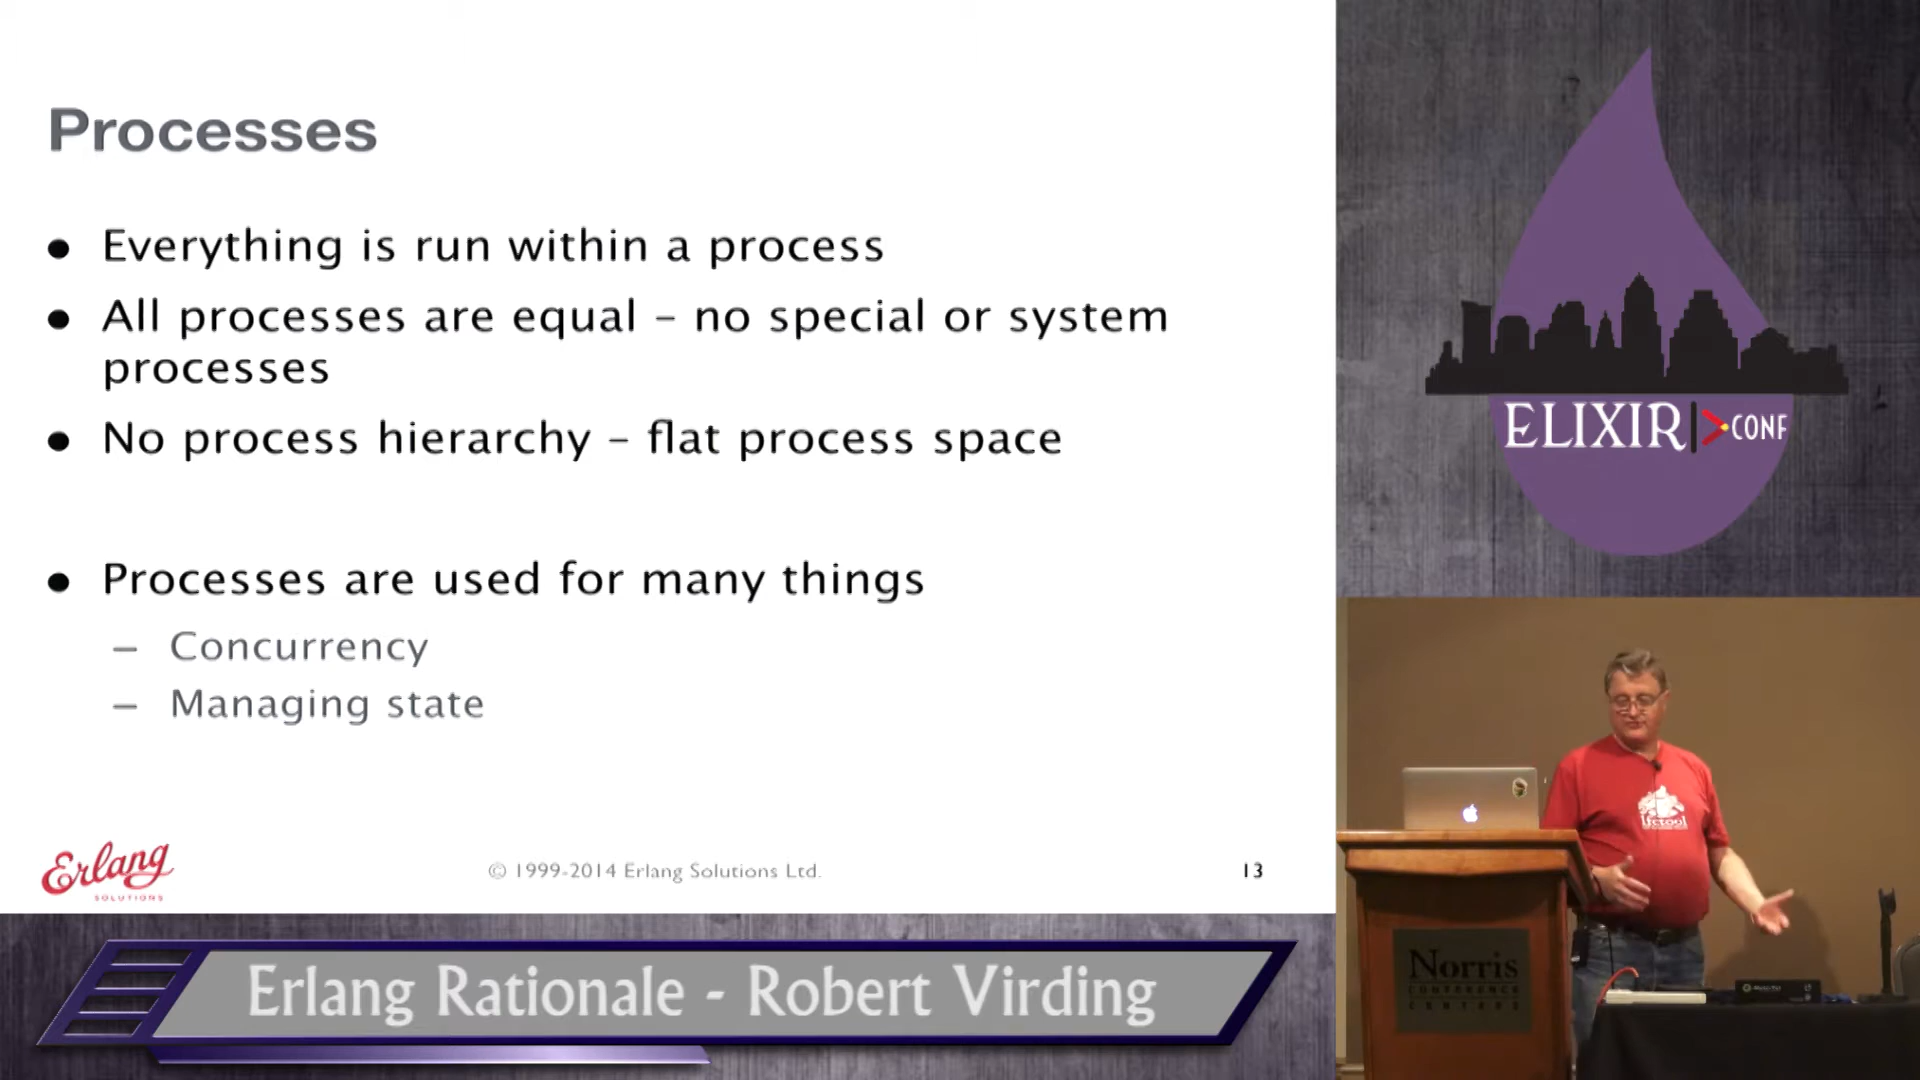 Processes
● Everything is run within a process
● All processes are equal – no special or system
processes
● No process hierarchy – flat process space
● Processes are used for many things
– Concurrency
– Managing state
Erlang
SOLUTIONS
© 1999-2014 Erlang Solutions Ltd.
13
Erlang Rationale - Robert Virding
ELIXIR|>CONF
lfetool
Norris
CONFERENCE
CENTERS